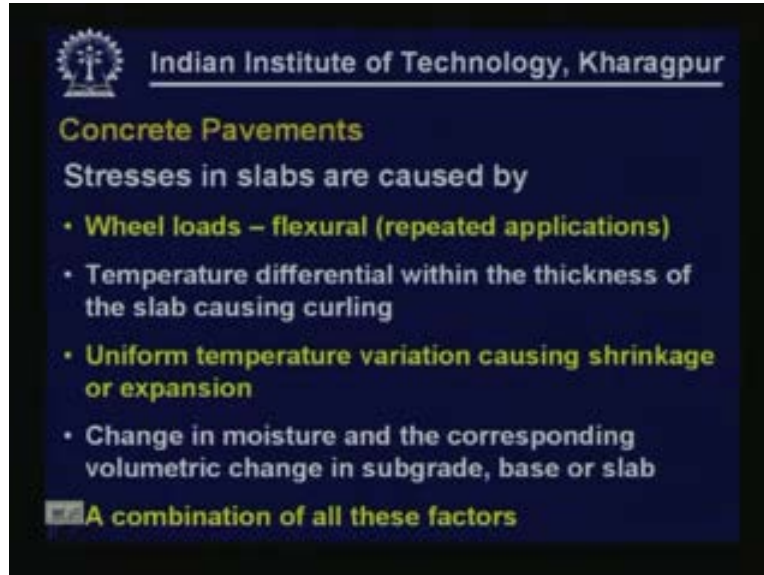 Indian Institute of Technology, Kharagpur
Concrete Pavements
Stresses in slabs are caused by
• Wheel loads – flexural (repeated applications)
• Temperature differential within the thickness of
the slab causing curling
• Uniform temperature variation causing shrinkage
or expansion
• Change in moisture and the corresponding
volumetric change in subgrade, base or slab
A combination of all these factors